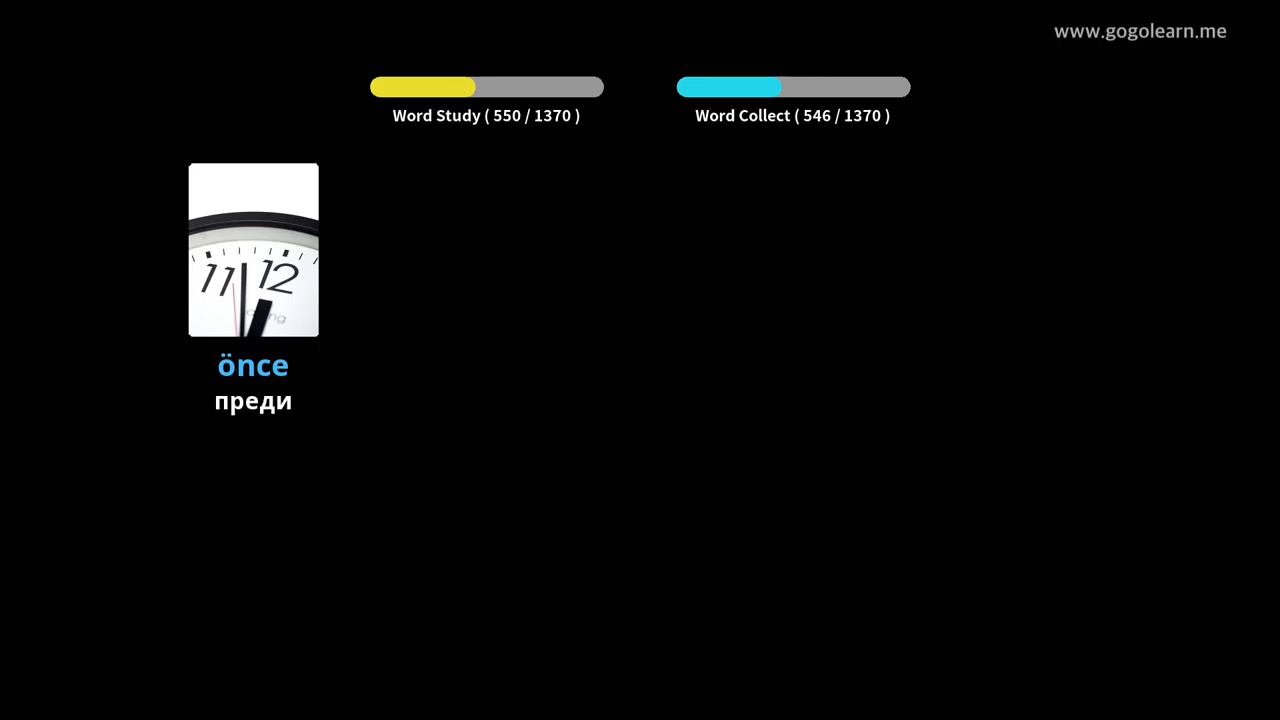 www.gogolearn.me
Word Study ( 550 / 1370 )
Word Collect ( 546 / 1370 )
11 12
önce
преди